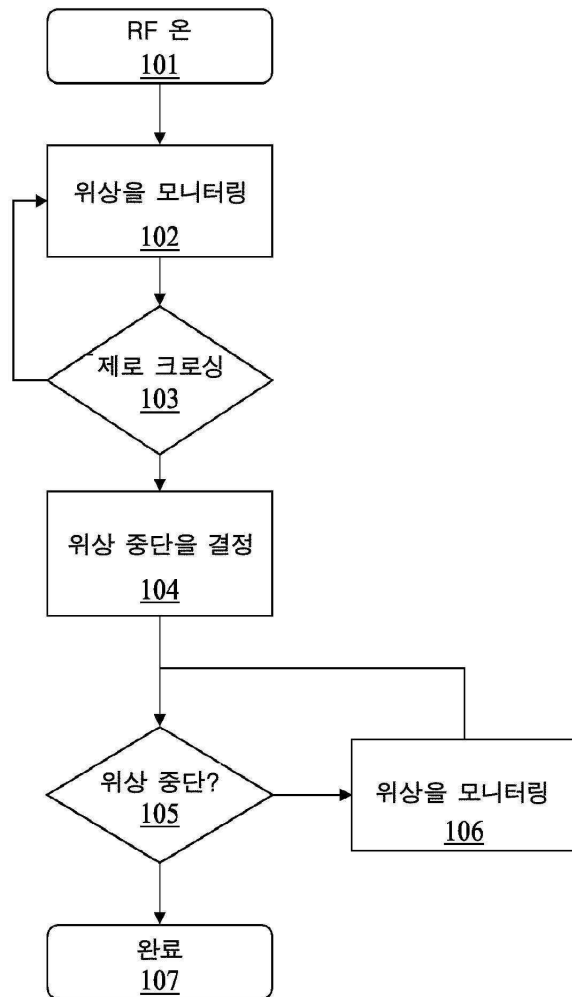 RF 온
101
위상을 모니터링
102
제로 크로싱
103
위상 중단을 결정
104
위상 중단?
105
위상을 모니터링
106
완료
107